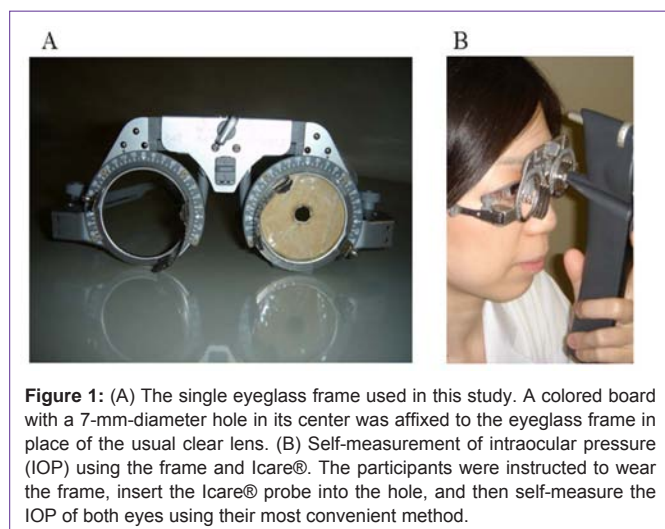 A
B
Figure 1: (A) The single eyeglass frame used in this study. A colored board
with a 7-mm-diameter hole in its center was affixed to the eyeglass frame in
place of the usual clear lens. (B) Self-measurement of intraocular pressure
(IOP) using the frame and Icare®. The participants were instructed to wear
the frame, insert the Icare® probe into the hole, and then self-measure the
IOP of both eyes using their most convenient method.